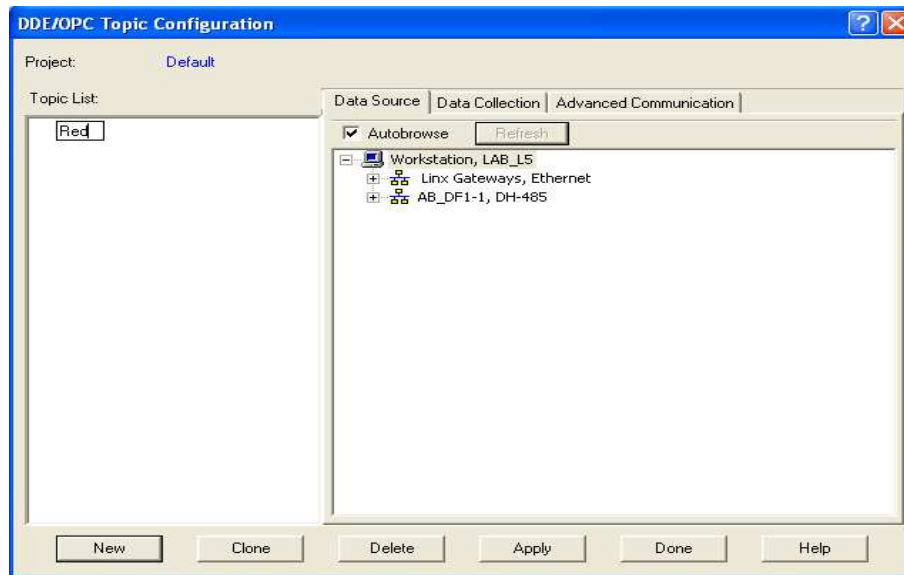 DDE/OPC Topic Configuration
Project: Default
Topic List:
Red
Data Source Data Collection Advanced Communication
Autobrowse Refresh
Workstation, LAB_L5
Linx Gateways, Ethernet
AB_DF1-1, DH-485
New Clone Delete Apply Done Help